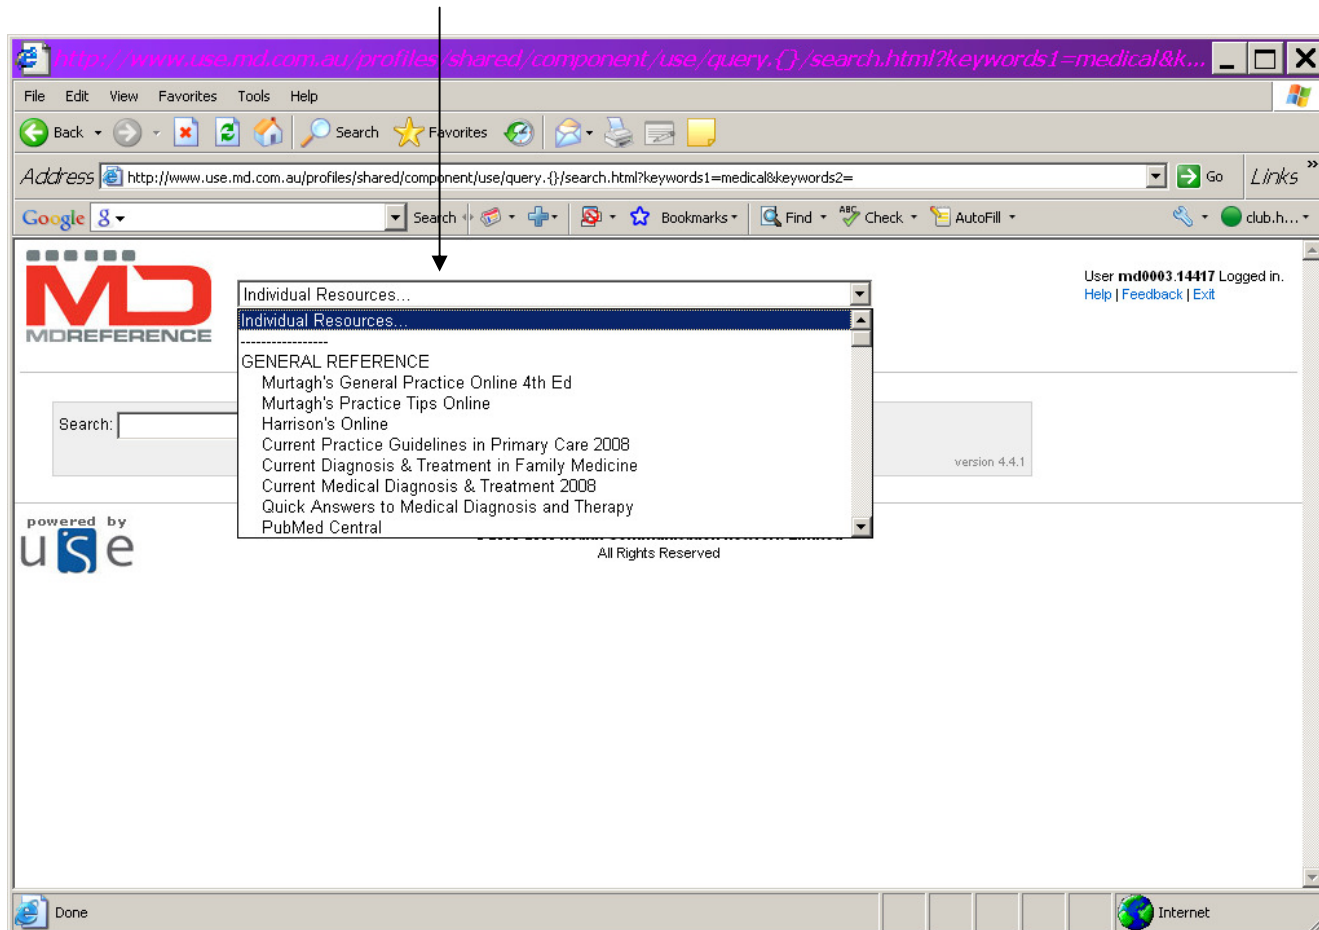 http://www.use.md.com.au/profiles/shared/component/use/query.{}/search.html?keywords1=medical&k...
File Edit View Favorites Tools Help
Back Search Favorites
Address http://www.use.md.com.au/profiles/shared/component/use/query.{}/search.html?keywords1=medical&keywords2= Go Links »
Google 8 Search Bookmarks Find ABC Check AutoFill club.h...
MD
MDREFERENCE
User md0003.14417 Logged in.
Help | Feedback | Exit
Individual Resources...
Individual Resources...
-----------------
GENERAL REFERENCE
Murtagh's General Practice Online 4th Ed
Murtagh's Practice Tips Online
Harrison's Online
Current Practice Guidelines in Primary Care 2008
Current Diagnosis & Treatment in Family Medicine
Current Medical Diagnosis & Treatment 2008
Quick Answers to Medical Diagnosis and Therapy
PubMed Central
Search:
version 4.4.1
powered by
use
All Rights Reserved
Done Internet